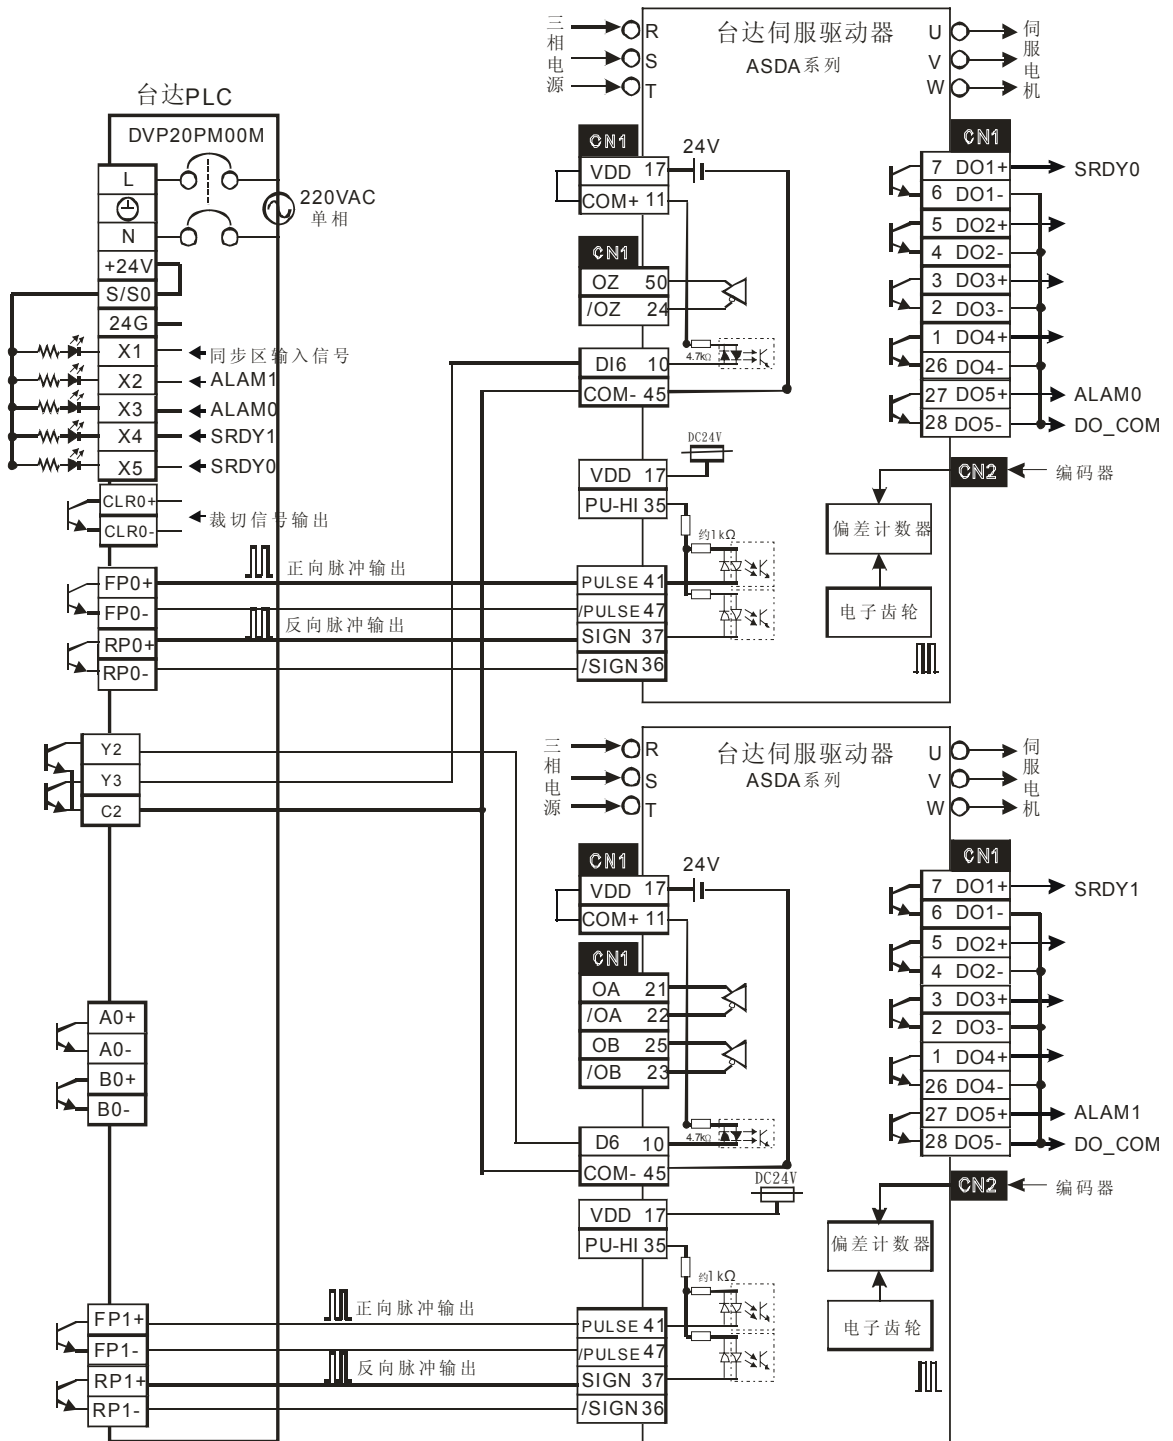 台达PLC
DVP20PM00M
L
N
+24V
S/S0
24G
X1
X2
X3
X4
X5
CLR0+
CLR0-
FP0+
FP0-
RP0+
RP0-
Y2
Y3
C2
A0+
A0-
B0+
B0-
FP1+
FP1-
RP1+
RP1-
220VAC
单相
同步区输入信号
ALAM1
ALAM0
SRDY1
SRDY0
裁切信号输出
正向脉冲输出
反向脉冲输出
正向脉冲输出
反向脉冲输出
三相电源
R
S
T
台达伺服驱动器
ASDA系列
U
V
W
伺服电机
CN1
VDD 17
COM+ 11
24V
CN1
OZ 50
/OZ 24
4.7kΩ
DI6 10
COM- 45
DC24V
VDD 17
PU-HI 35
约1kΩ
PULSE 41
/PULSE 47
SIGN 37
/SIGN 36
CN1
7 DO1+
6 DO1-
5 DO2+
4 DO2-
3 DO3+
2 DO3-
1 DO4+
26 DO4-
27 DO5+
28 DO5-
SRDY0
ALAM0
DO_COM
CN2
编码器
偏差计数器
电子齿轮
三相电源
R
S
T
台达伺服驱动器
ASDA系列
U
V
W
伺服电机
CN1
VDD 17
COM+ 11
24V
CN1
OA 21
/OA 22
OB 25
/OB 23
4.7kΩ
D6 10
COM- 45
DC24V
VDD 17
PU-HI 35
约1kΩ
PULSE 41
/PULSE 47
SIGN 37
/SIGN 36
CN1
7 DO1+
6 DO1-
5 DO2+
4 DO2-
3 DO3+
2 DO3-
1 DO4+
26 DO4-
27 DO5+
28 DO5-
SRDY1
ALAM1
DO_COM
CN2
编码器
偏差计数器
电子齿轮